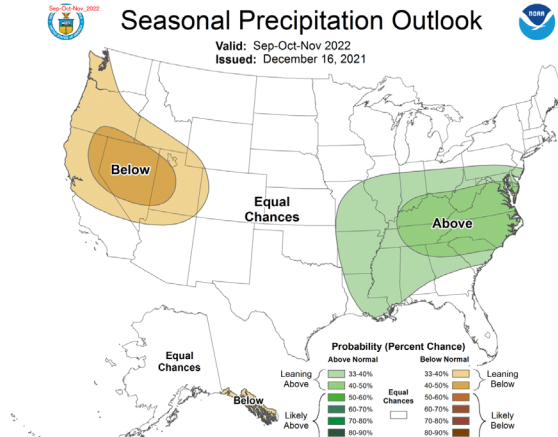 Sep-Oct-Nov_2022
Seasonal Precipitation Outlook
NOAA
Valid: Sep-Oct-Nov 2022
Issued: December 16, 2021
Below
Equal
Chances
Above
Equal
Chances
Below
Probability (Percent Chance)
Above Normal
Below Normal
Leaning
Above
33-40%
40-50%
Likely
Above
50-60%
60-70%
70-80%
80-90%
Equal
Chances
33-40%
40-50%
Leaning
Below
50-60%
60-70%
70-80%
80-90%
Likely
Below